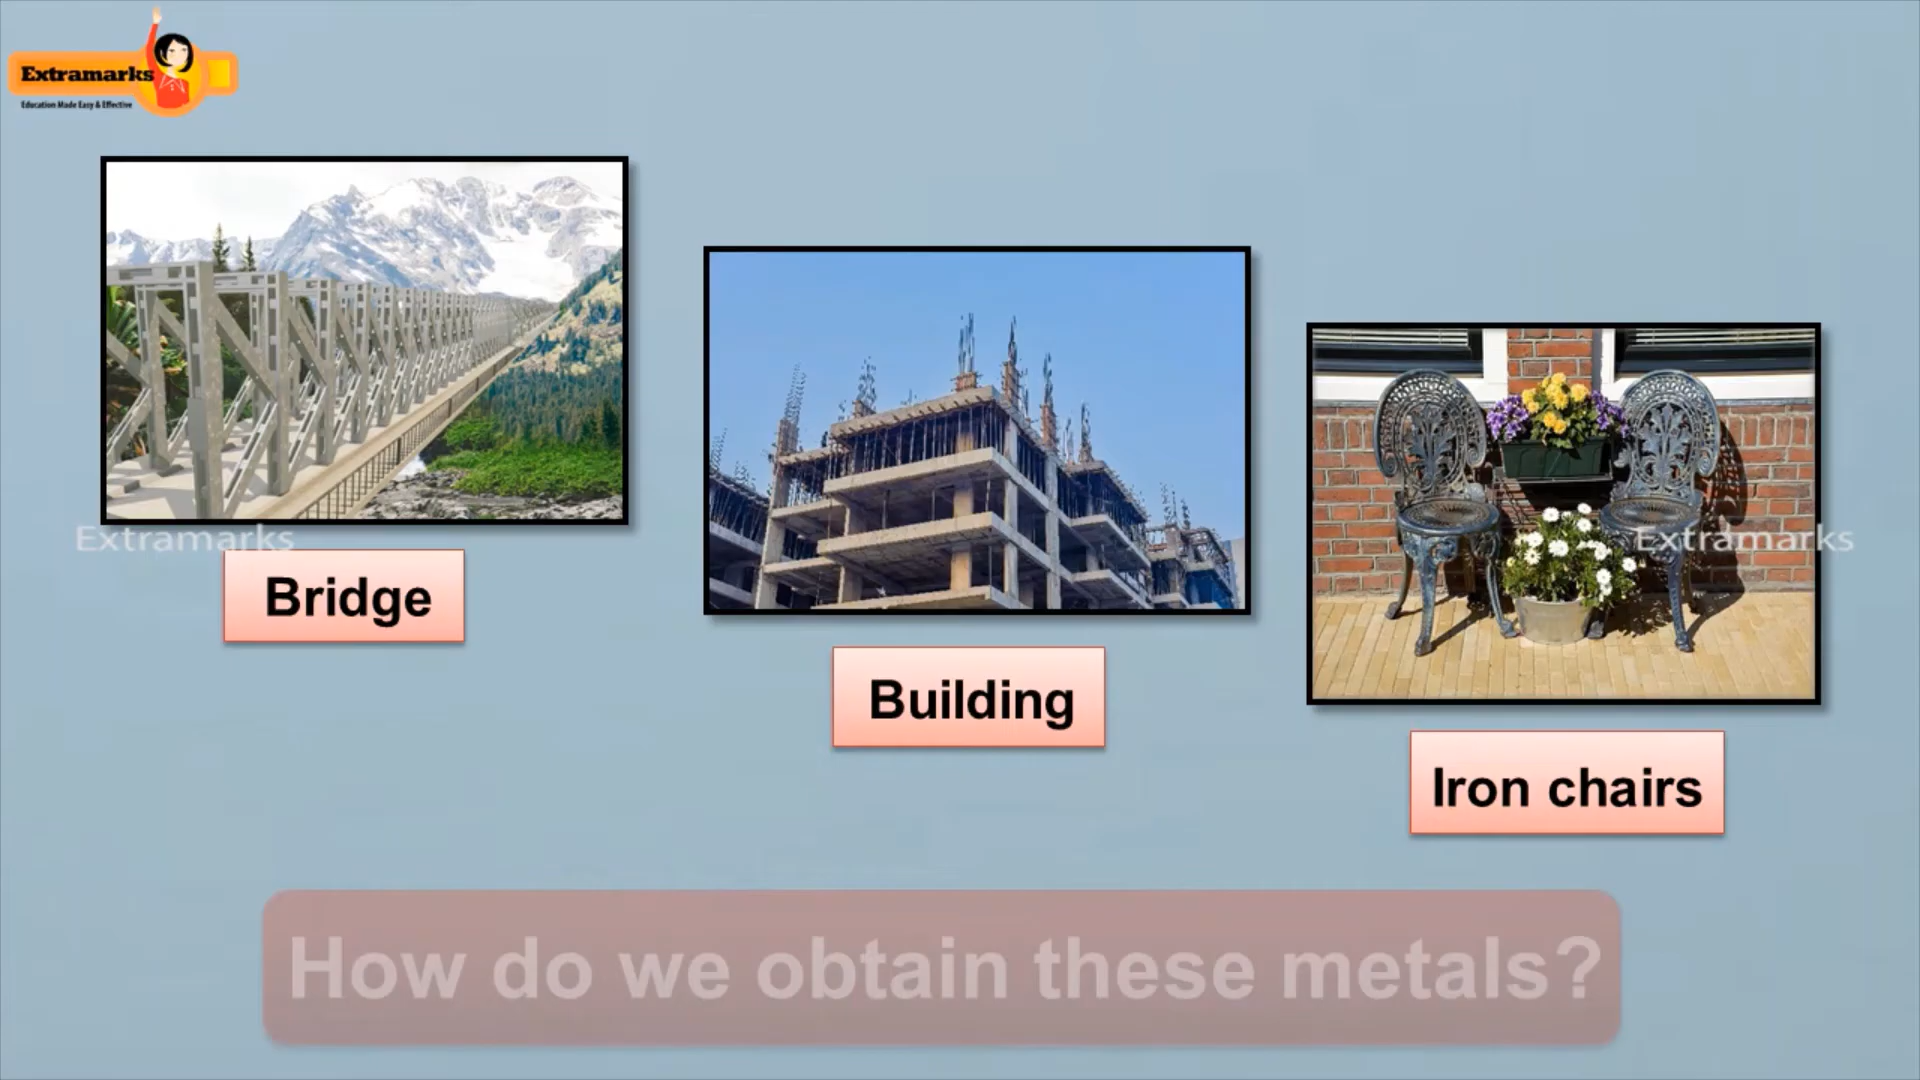 Extramarks
Education Made Easy & Effective
Extramarks
Bridge
Building
Extramarks
Iron chairs
How do we obtain these metals?